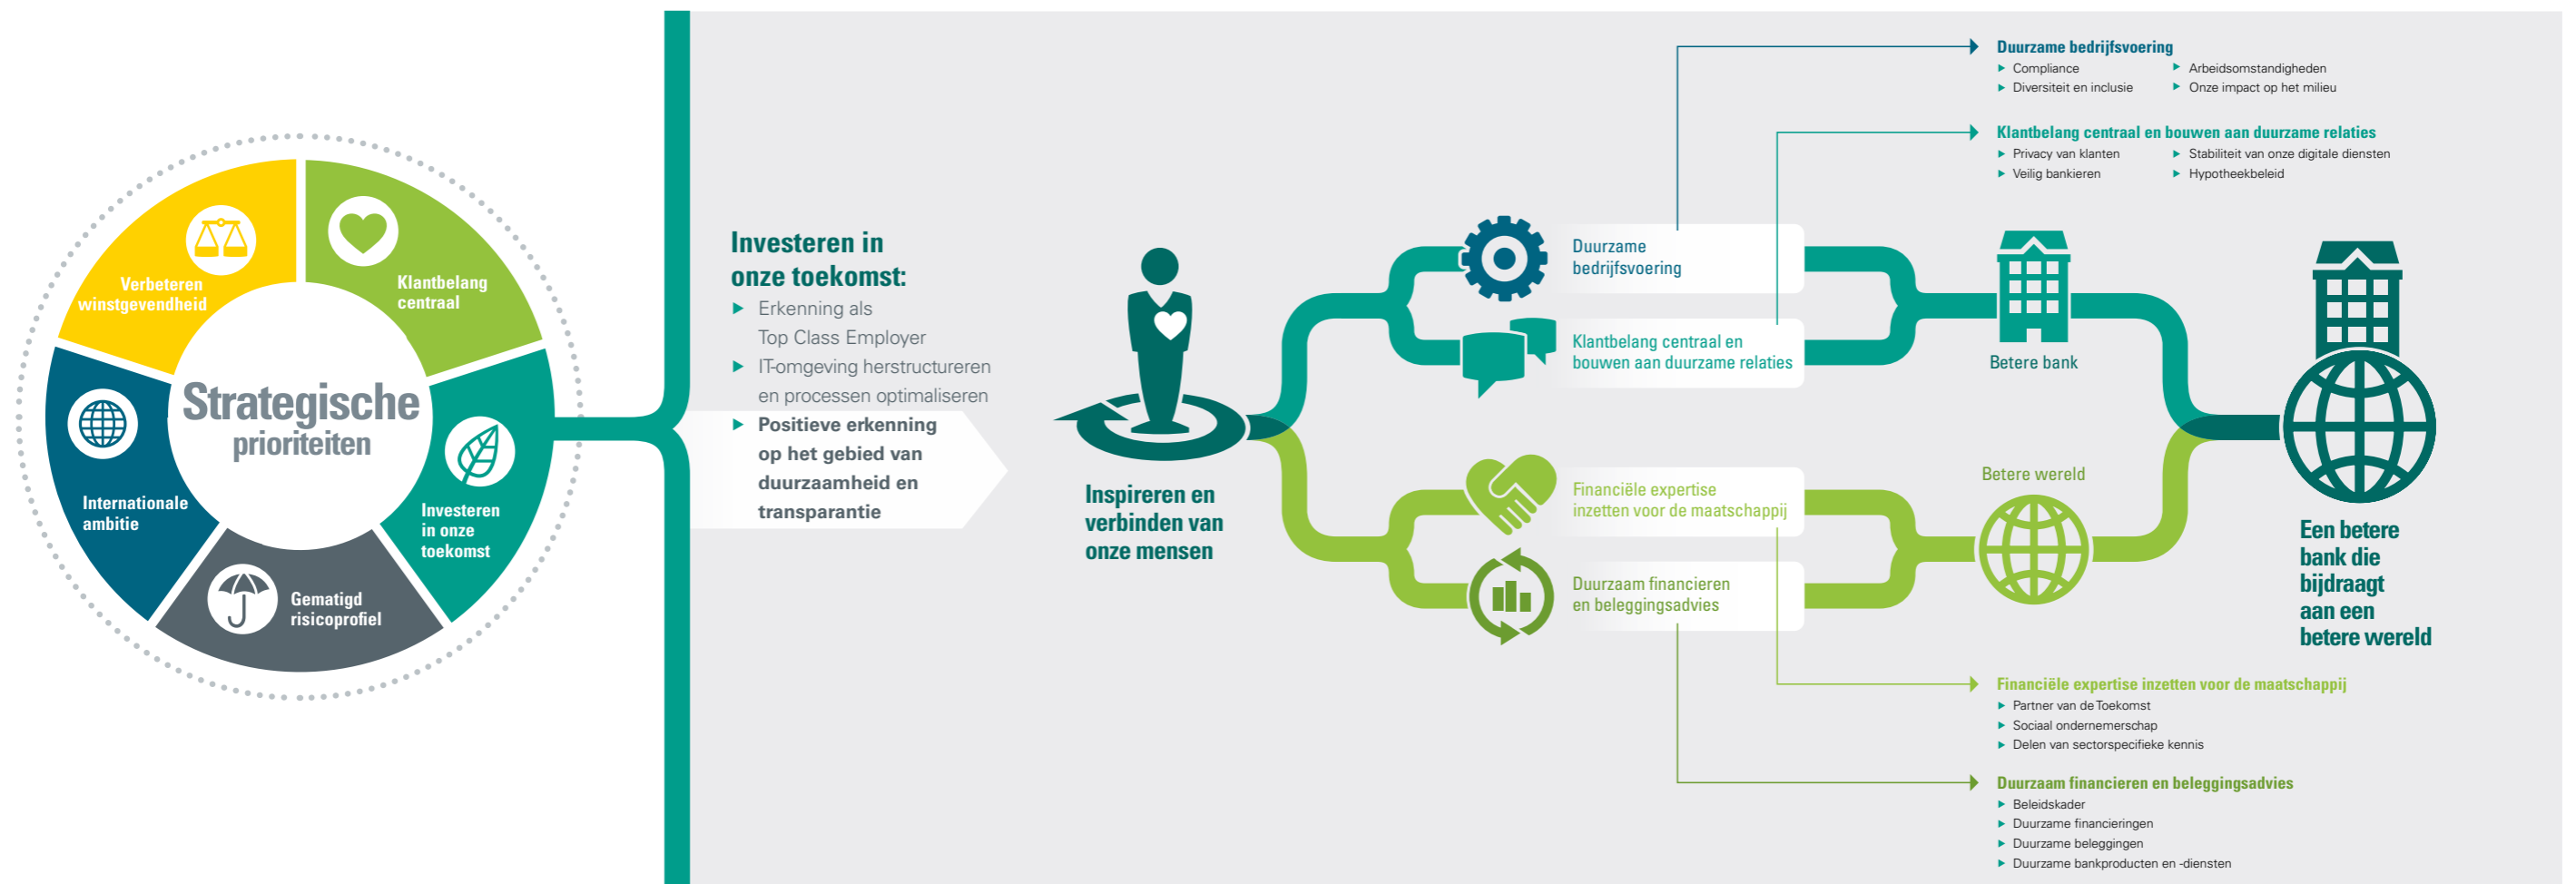 Strategische
prioriteiten
Verbeteren
winstgevendheid
Klantbelang
centraal
Investeren
in onze
toekomst
Gematigd
risicoprofiel
Internationale
ambitie
Investeren in
onze toekomst:
Erkenning als
Top Class Employer
IT-omgeving herstructureren
en processen optimaliseren
Positieve erkenning
op het gebied van
duurzaamheid en
transparantie
Inspireren en
verbinden van
onze mensen
Duurzame
bedrijfsvoering
Klantbelang centraal en
bouwen aan duurzame relaties
Financiële expertise
inzetten voor de maatschappij
Duurzaam financieren
en beleggingsadvies
Duurzame bedrijfsvoering
Compliance
Diversiteit en inclusie
Arbeidsomstandigheden
Onze impact op het milieu
Klantbelang centraal en bouwen aan duurzame relaties
Privacy van klanten
Veilig bankieren
Stabiliteit van onze digitale diensten
Hypotheekbeleid
Betere bank
Betere wereld
Een betere
bank die
bijdraagt
aan een
betere wereld
Financiële expertise inzetten voor de maatschappij
Partner van de Toekomst
Sociaal ondernemerschap
Delen van sectorspecifieke kennis
Duurzaam financieren en beleggingsadvies
Beleidskader
Duurzame financieringen
Duurzame beleggingen
Duurzame bankproducten en -diensten